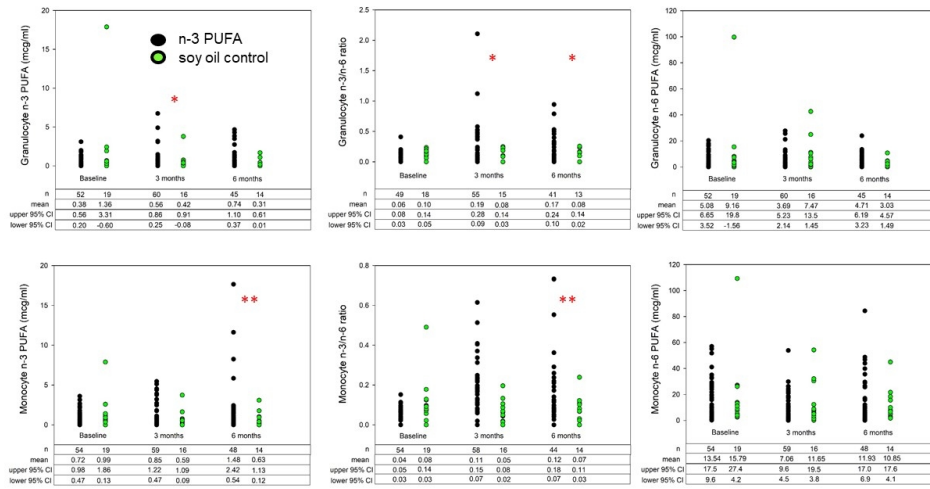 Granulocyte n-3 PUFA (mcg/ml)
20
15
10
5
0
n-3 PUFA
soy oil control
*
Baseline 3 months 6 months
n 52 19 60 16 45 14
mean 0.38 1.36 0.56 0.42 0.74 0.31
upper 95% CI 0.56 3.31 0.86 0.91 1.10 0.61
lower 95% CI 0.20 -0.60 0.25 -0.08 0.37 0.01
Granulocyte n-3/n-6 ratio
2.5
2.0
1.5
1.0
0.5
0.0
* *
Baseline 3 months 6 months
n 49 18 55 15 41 13
mean 0.06 0.10 0.19 0.08 0.17 0.08
upper 95% CI 0.08 0.14 0.28 0.14 0.24 0.14
lower 95% CI 0.03 0.05 0.09 0.03 0.10 0.02
Granulocyte n-6 PUFA (mcg/ml)
120
100
80
60
40
20
0
Baseline 3 months 6 months
n 52 19 60 16 45 14
mean 5.08 9.16 3.69 7.47 4.71 3.03
upper 95% CI 6.65 19.8 5.23 13.5 6.19 4.57
lower 95% CI 3.52 -1.56 2.14 1.45 3.23 1.49
Monocyte n-3 PUFA (mcg/ml)
20
15
10
5
0
**
Baseline 3 months 6 months
n 54 19 59 16 48 14
mean 0.72 0.99 0.85 0.59 1.48 0.63
upper 95% CI 0.98 1.86 1.22 1.09 2.42 1.13
lower 95% CI 0.47 0.13 0.47 0.09 0.54 0.12
Monocyte n-3/n-6 ratio
0.8
0.6
0.4
0.2
0.0
**
Baseline 3 months 6 months
n 54 19 58 16 44 14
mean 0.04 0.08 0.11 0.05 0.12 0.07
upper 95% CI 0.05 0.14 0.15 0.08 0.18 0.11
lower 95% CI 0.03 0.03 0.07 0.02 0.07 0.03
Monocyte n-6 PUFA (mcg/ml)
120
100
80
60
40
20
0
Baseline 3 months 6 months
n 54 19 59 16 48 14
mean 13.54 15.79 7.06 11.65 11.93 10.85
upper 95% CI 17.5 27.4 9.6 19.5 17.0 17.6
lower 95% CI 9.6 4.2 4.5 3.8 6.9 4.1